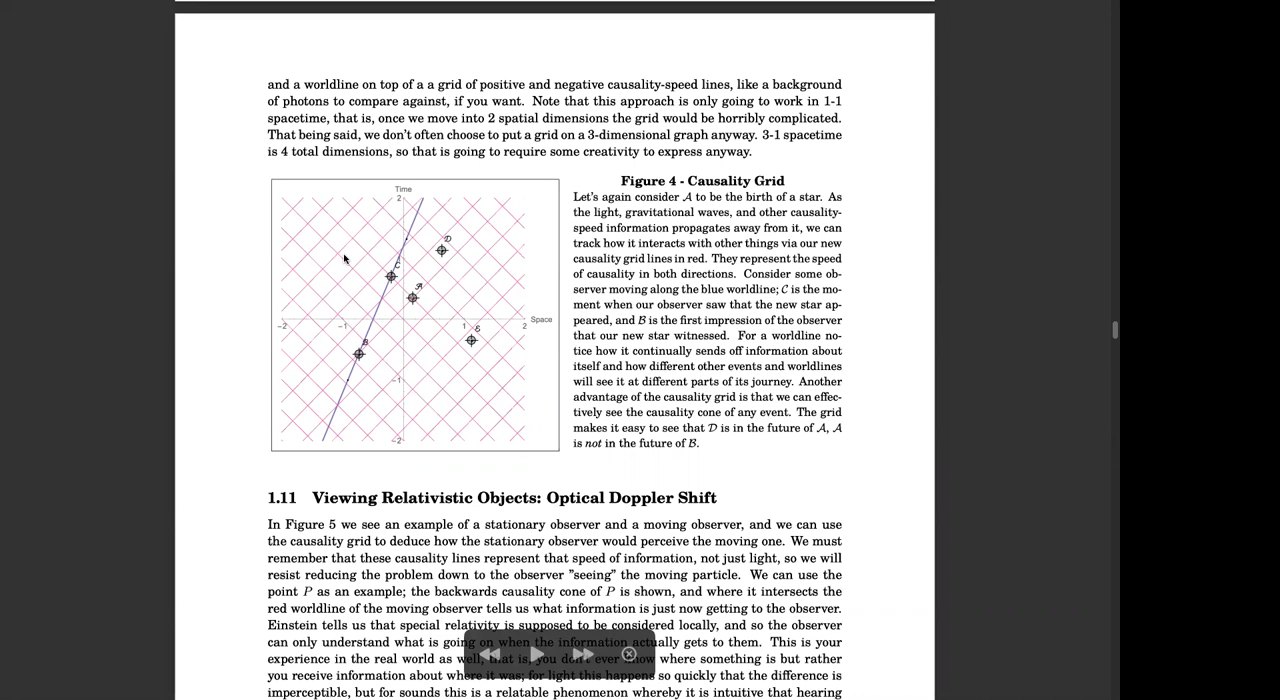 and a worldline on top of a a grid of positive and negative causality-speed lines, like a background
of photons to compare against, if you want. Note that this approach is only going to work in 1-1
spacetime, that is, once we move into 2 spatial dimensions the grid would be horribly complicated.
That being said, we don't often choose to put a grid on a 3-dimensional graph anyway. 3-1 spacetime
is 4 total dimensions, so that is going to require some creativity to express anyway.
Time
2
D
C
A
-2
-1
1
2
Space
B
E
-1
-2
Figure 4 - Causality Grid
Let's again consider A to be the birth of a star. As
the light, gravitational waves, and other causality-
speed information propagates away from it, we can
track how it interacts with other things via our new
causality grid lines in red. They represent the speed
of causality in both directions. Consider some ob-
server moving along the blue worldline; C is the mo-
ment when our observer saw that the new star ap-
peared, and B is the first impression of the observer
that our new star witnessed. For a worldline no-
tice how it continually sends off information about
itself and how different other events and worldlines
will see it at different parts of its journey. Another
advantage of the causality grid is that we can effec-
tively see the causality cone of any event. The grid
makes it easy to see that D is in the future of A, A
is not in the future of B.
1.11 Viewing Relativistic Objects: Optical Doppler Shift
In Figure 5 we see an example of a stationary observer and a moving observer, and we can use
the causality grid to deduce how the stationary observer would perceive the moving one. We must
remember that these causality lines represent that speed of information, not just light, so we will
resist reducing the problem down to the observer "seeing" the moving particle. We can use the
point P as an example; the backwards causality cone of P is shown, and where it intersects the
red worldline of the moving observer tells us what information is just now getting to the observer.
Einstein tells us that special relativity is supposed to be considered locally, and so the observer
can only understand what is going on when the information actually gets to them. This is your
experience in the real world as well, that is, you don't ever know where something is but rather
you receive information about where it was; for light this happens so quickly that the difference is
imperceptible, but for sounds this is a relatable phenomenon whereby it is intuitive that hearing